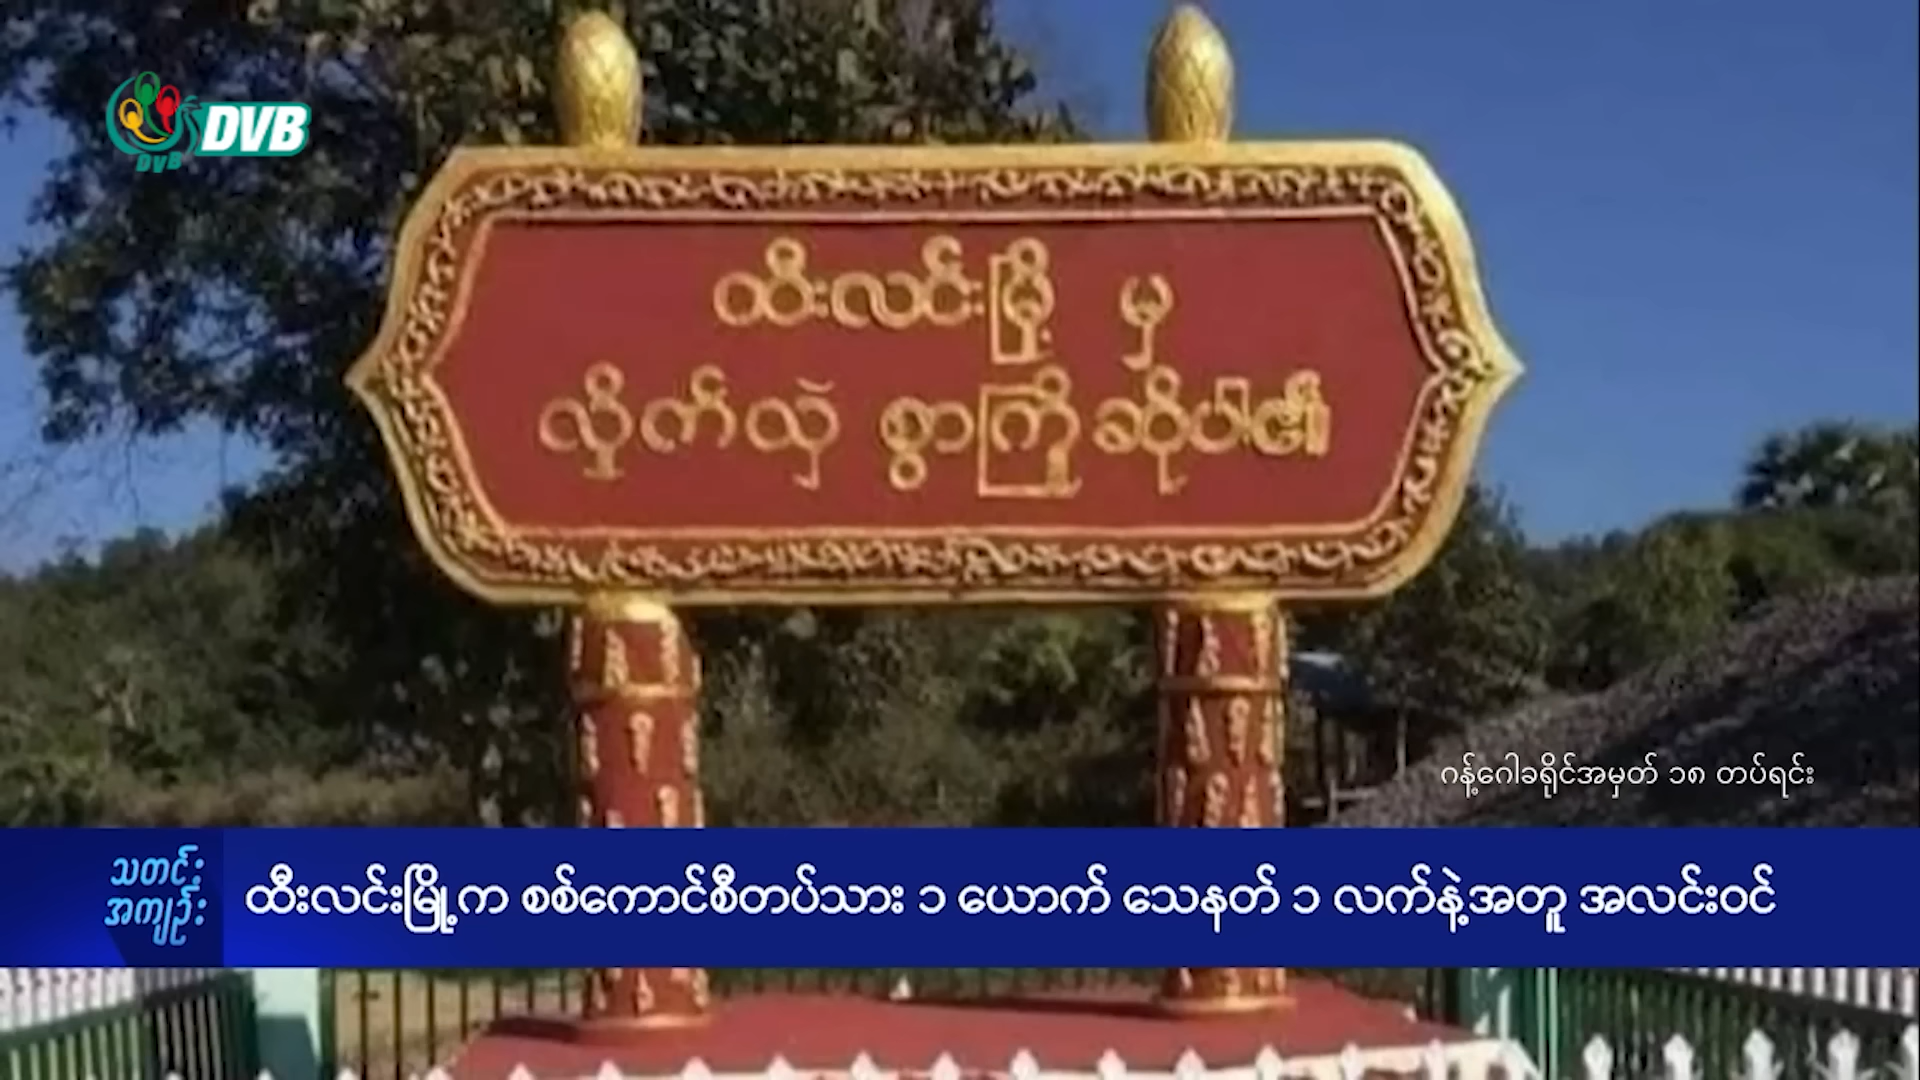 DVB
DVB
ထီးလင်းမြို့ မှ
လှိုက်လှဲ စွာကြိုဆိုပါ၏
ဂန့်ဂေါခရိုင်အမှတ် ၁၈ တပ်ရင်း
သတင်း
အကျဉ်း
ထီးလင်းမြို့က စစ်ကောင်စီတပ်သား ၁ ယောက် သေနတ် ၁ လက်နဲ့အတူ အလင်းဝင်